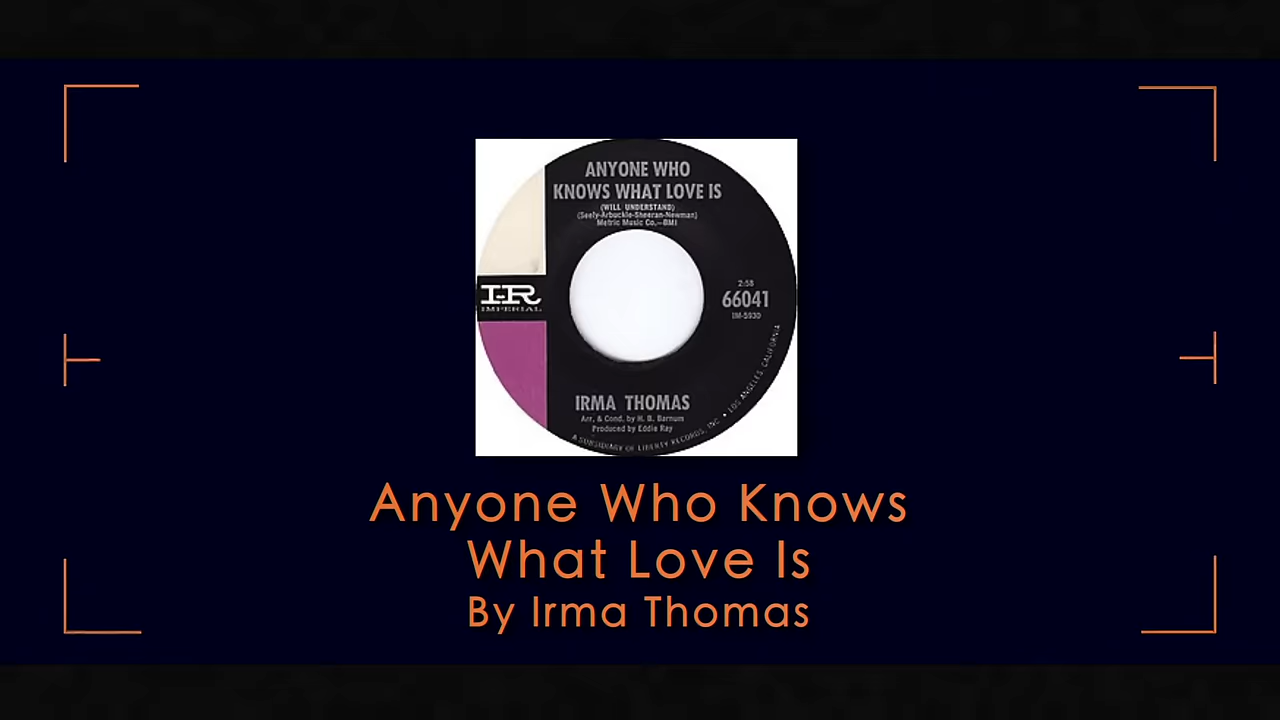 ANYONE WHO
KNOWS WHAT LOVE IS
(WILL UNDERSTAND)
(Seely-Arbuckle-Sheeran-Newman)
Metric Music Co.—BMI
IR
IMPERIAL
2:58
66041
IM-5930
IRMA THOMAS
Arr. & Cond. by H. B. Barnum
Produced by Eddie Ray
A SUBSIDIARY OF LIBERTY RECORDS, INC. • LOS ANGELES, CALIFORNIA
Anyone Who Knows
What Love Is
By Irma Thomas